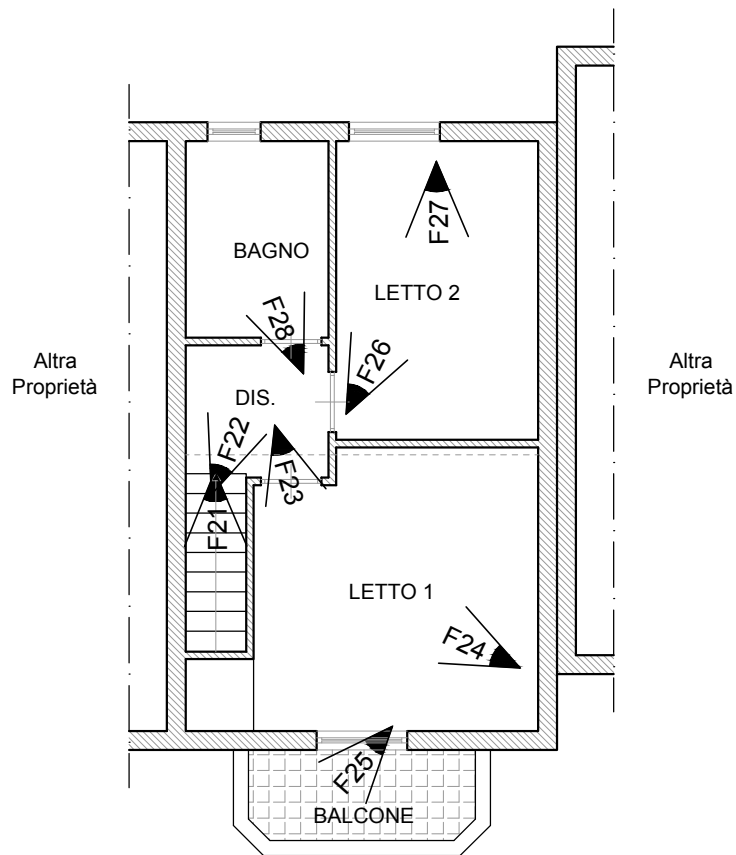 F27
BAGNO
LETTO 2
F28
F26
Altra
Proprietà
Altra
Proprietà
DIS.
F22
F23
F21
LETTO 1
F24
F25
BALCONE